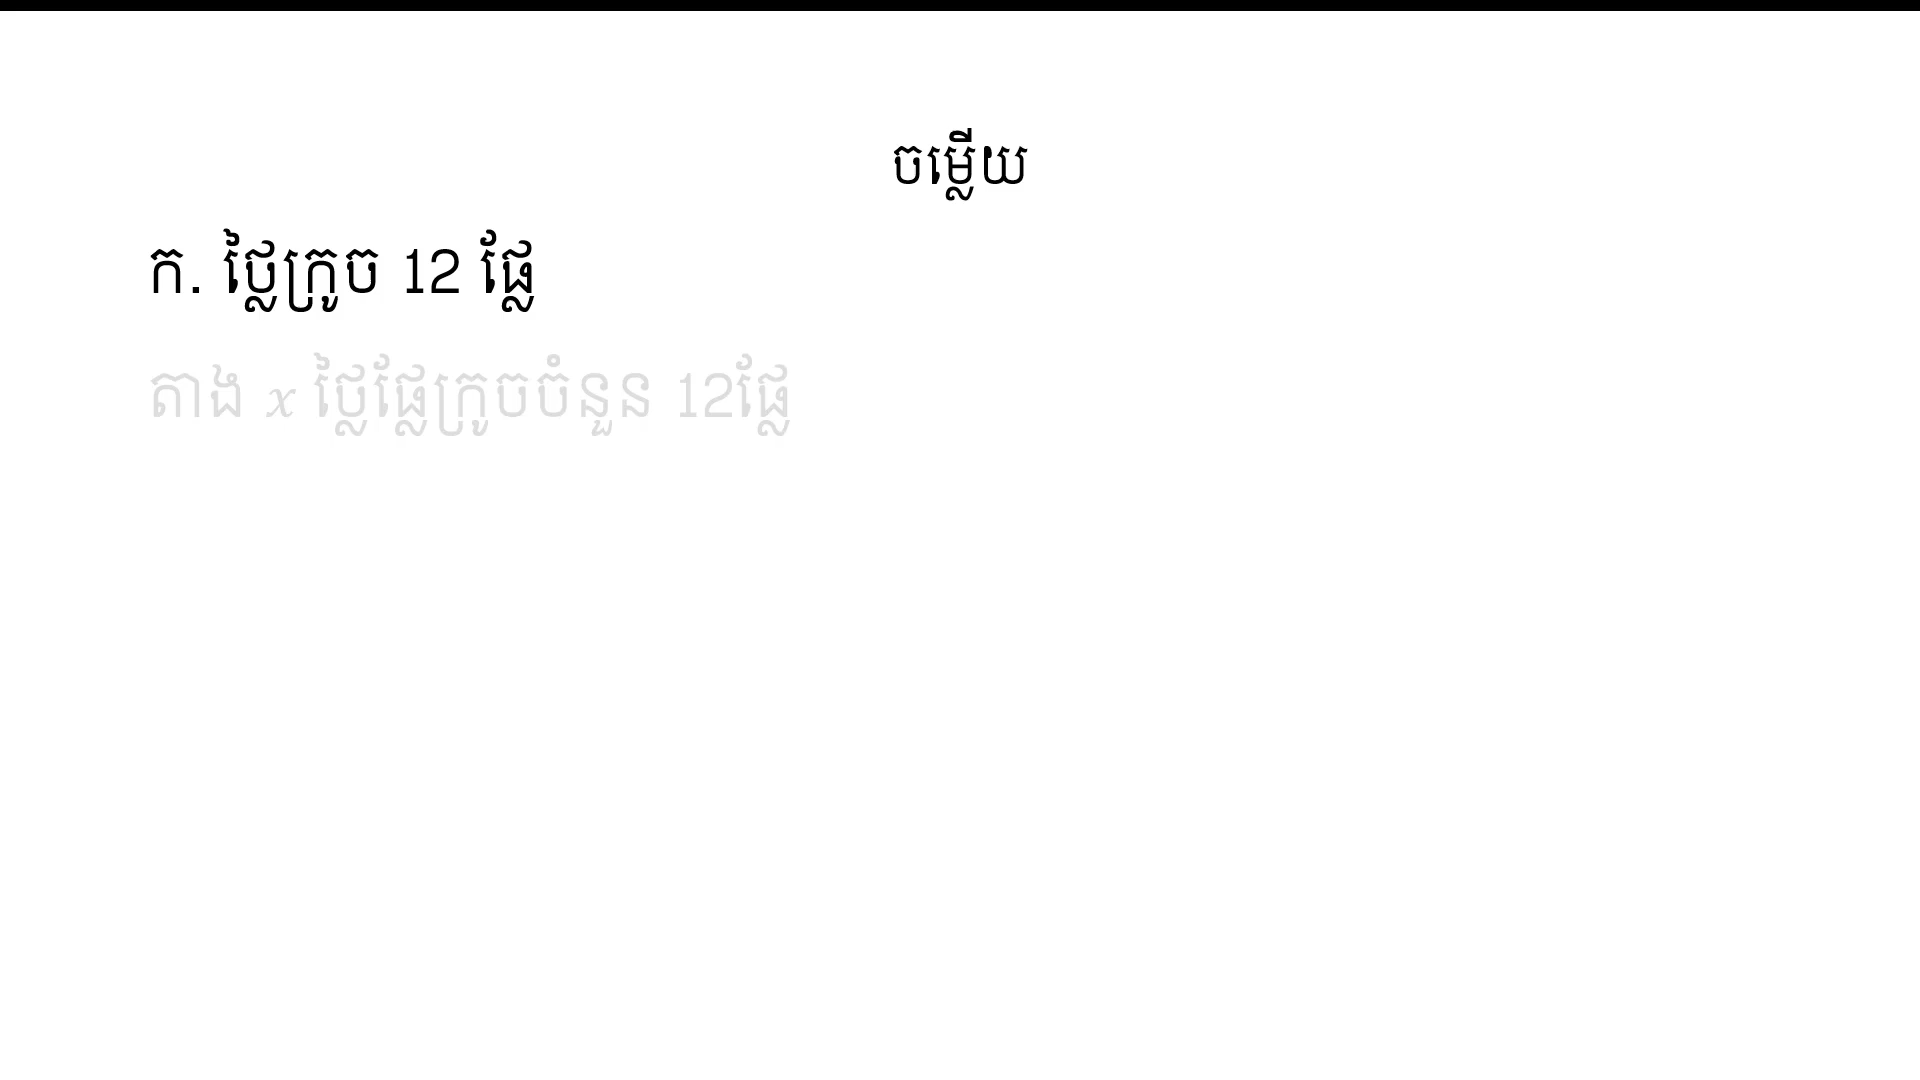 ចម្លើយ
ក. ថ្លៃក្រូច 12 ផ្លែ
តាង x ថ្លៃផ្លែក្រូចចំនួន 12ផ្លែ